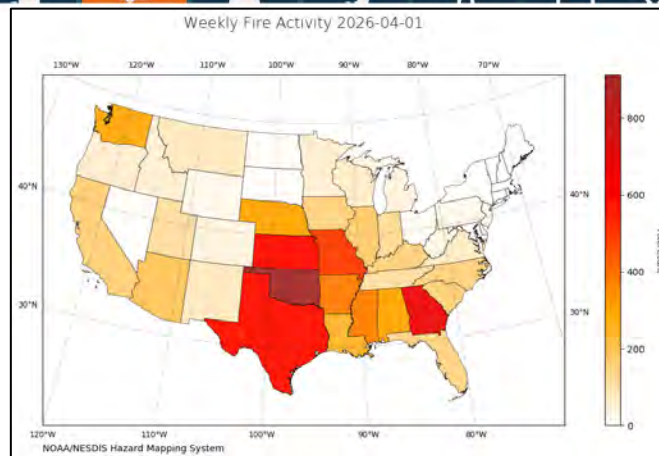 Weekly Fire Activity 2026-04-01
130°W 120°W 110°W 100°W 90°W 80°W 70°W
800
600
40°N 40°N
400
30°N 30°N
200
0
120°W 110°W 100°W 90°W 80°W
NOAA/NESDIS Hazard Mapping System